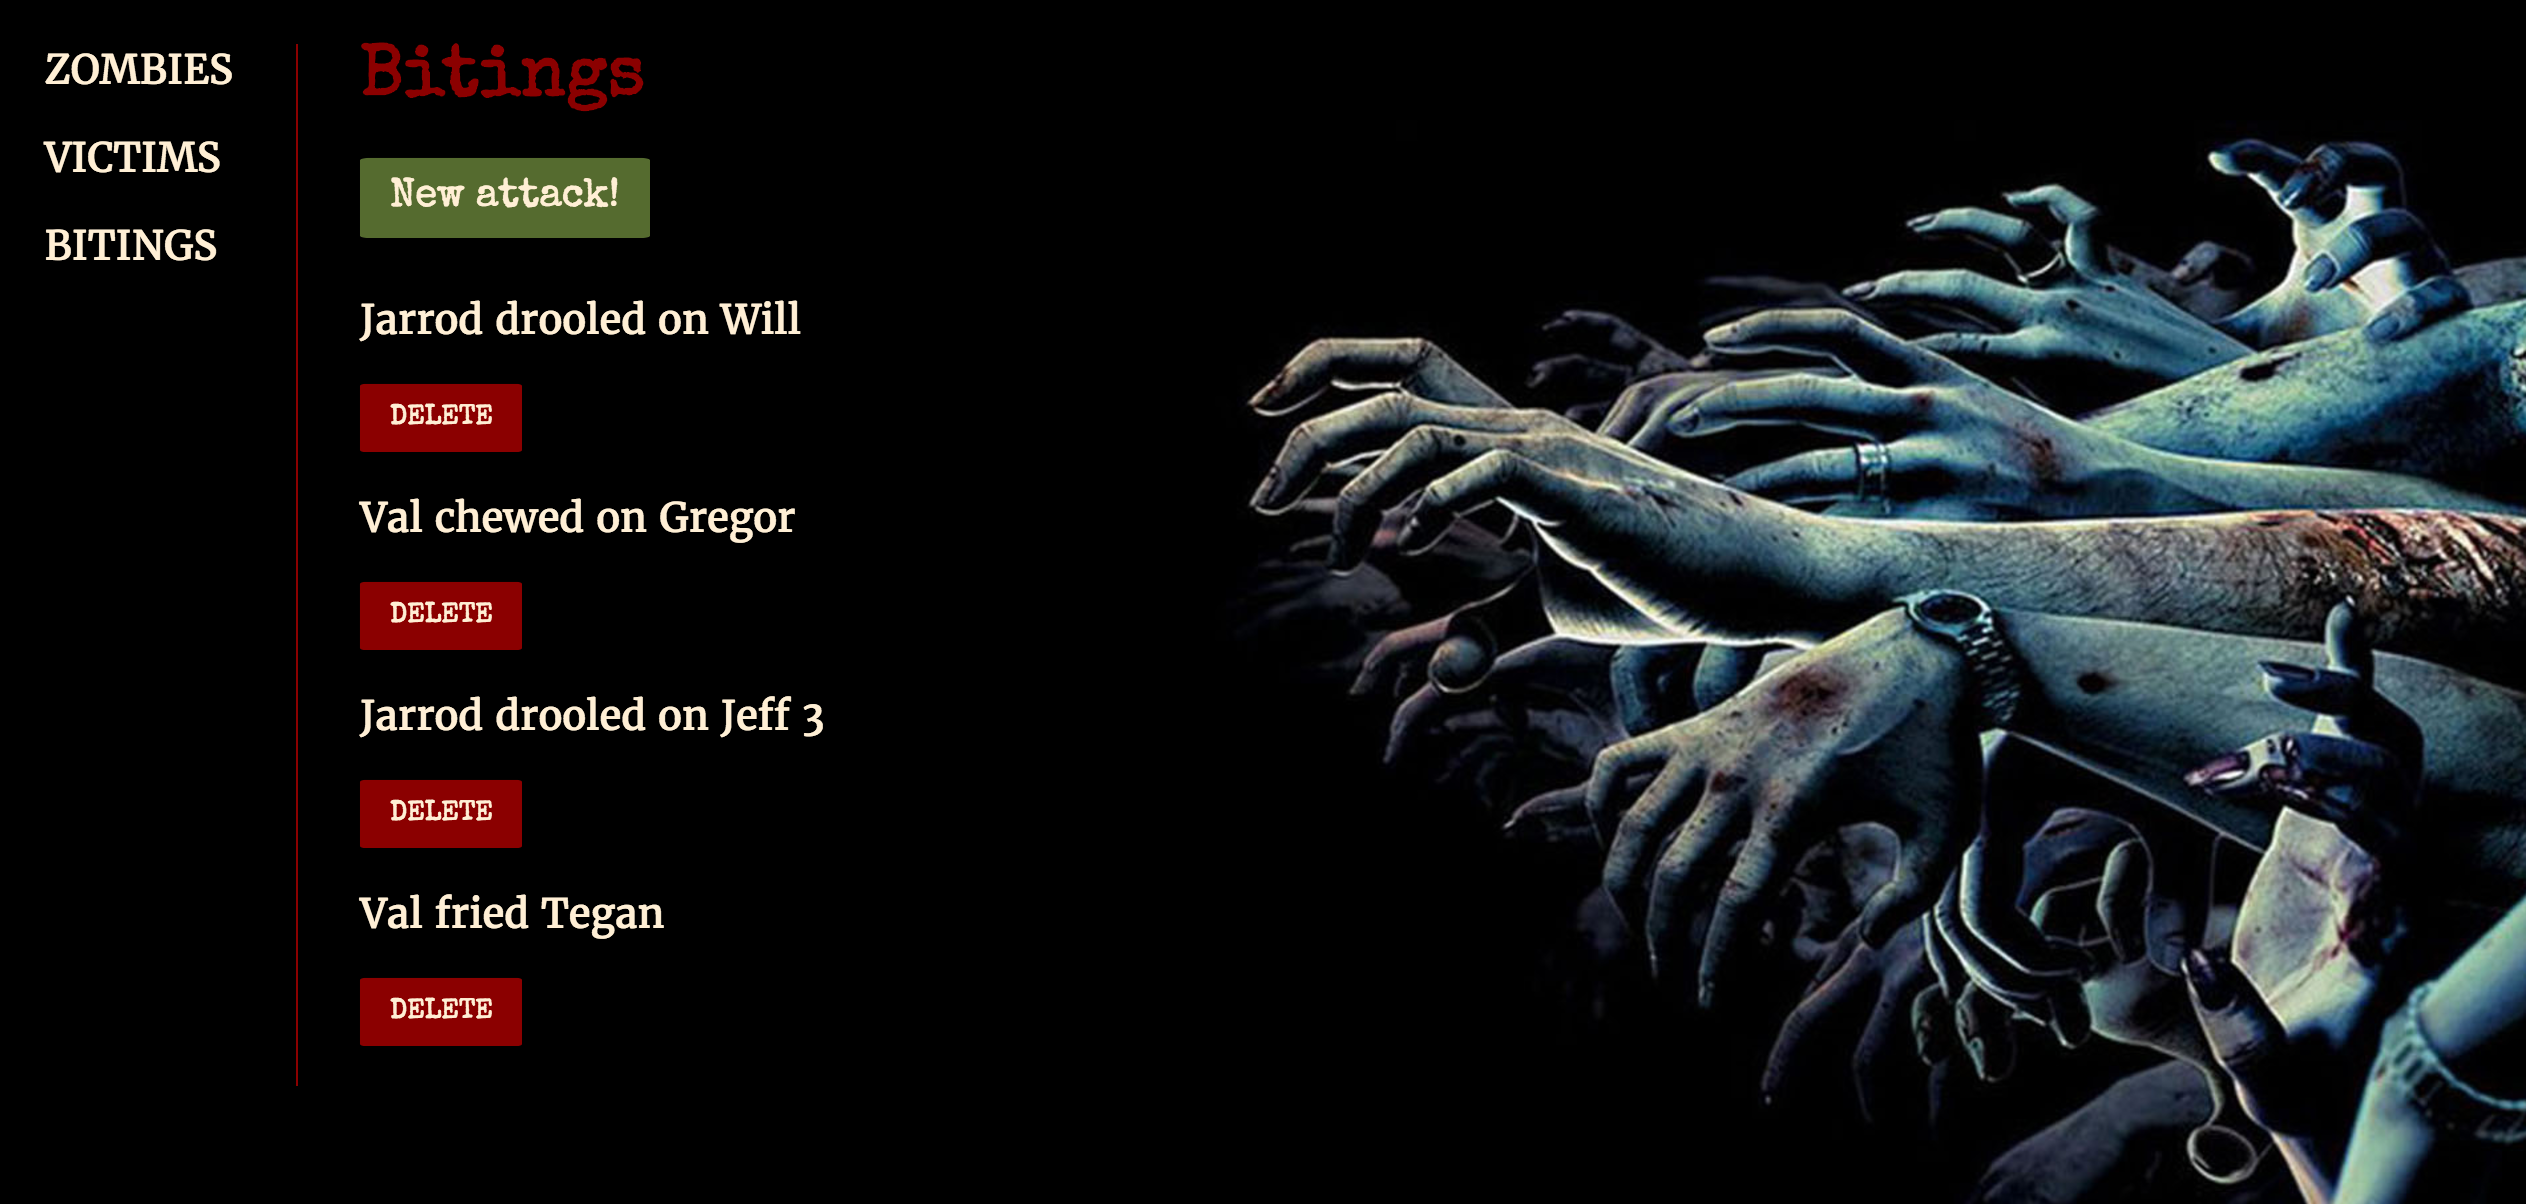 ZOMBIES
VICTIMS
BITINGS
Bitings
New attack!
Jarrod drooled on Will
DELETE
Val chewed on Gregor
DELETE
Jarrod drooled on Jeff 3
DELETE
Val fried Tegan
DELETE